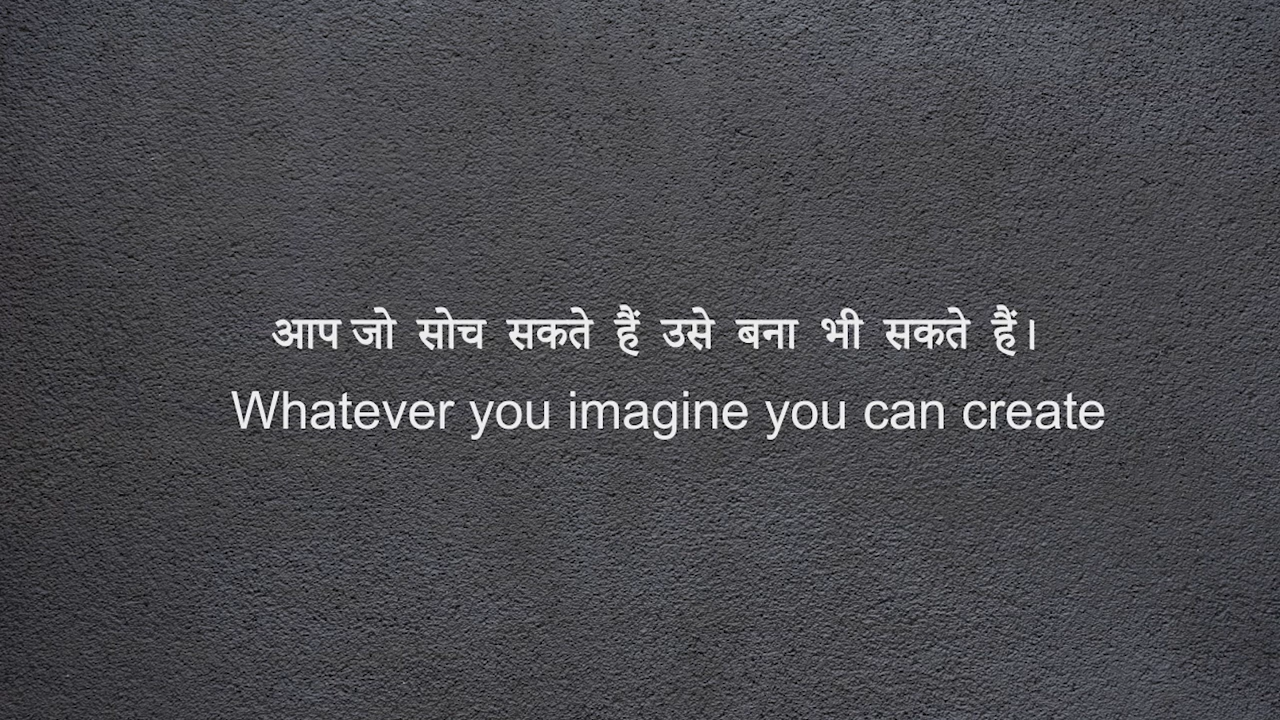 आप जो सोच सकते हैं उसे बना भी सकते हैं।
Whatever you imagine you can create